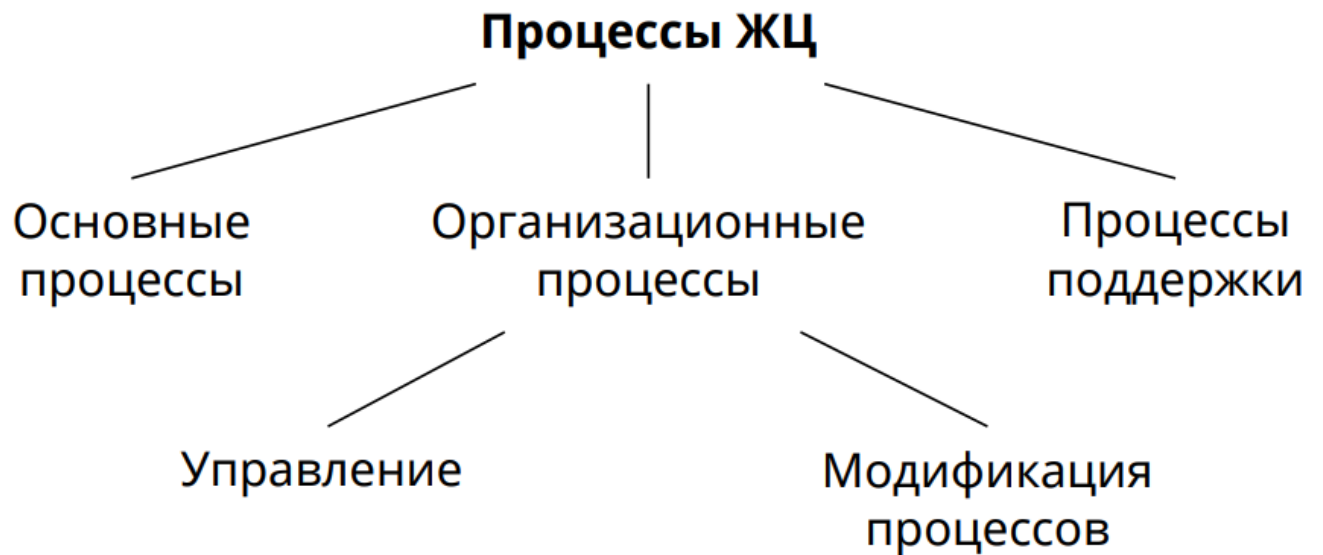 Процессы ЖЦ
Основные
процессы
Организационные
процессы
Процессы
поддержки
Управление
Модификация
процессов